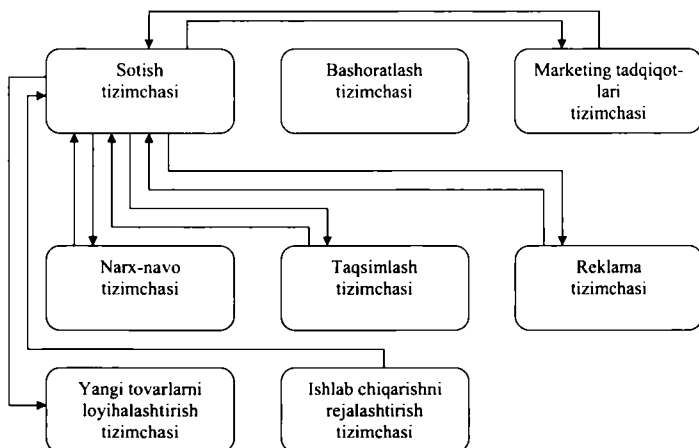 Sotish
tizimchasi
Bashoratlash
tizimchasi
Marketing tadqiqot-
lari
tizimchasi
Narx-navo
tizimchasi
Taqsimlash
tizimchasi
Reklama
tizimchasi
Yangi tovarlarni
loyihalashtirish
tizimchasi
Ishlab chiqarishni
rejalashtirish
tizimchasi